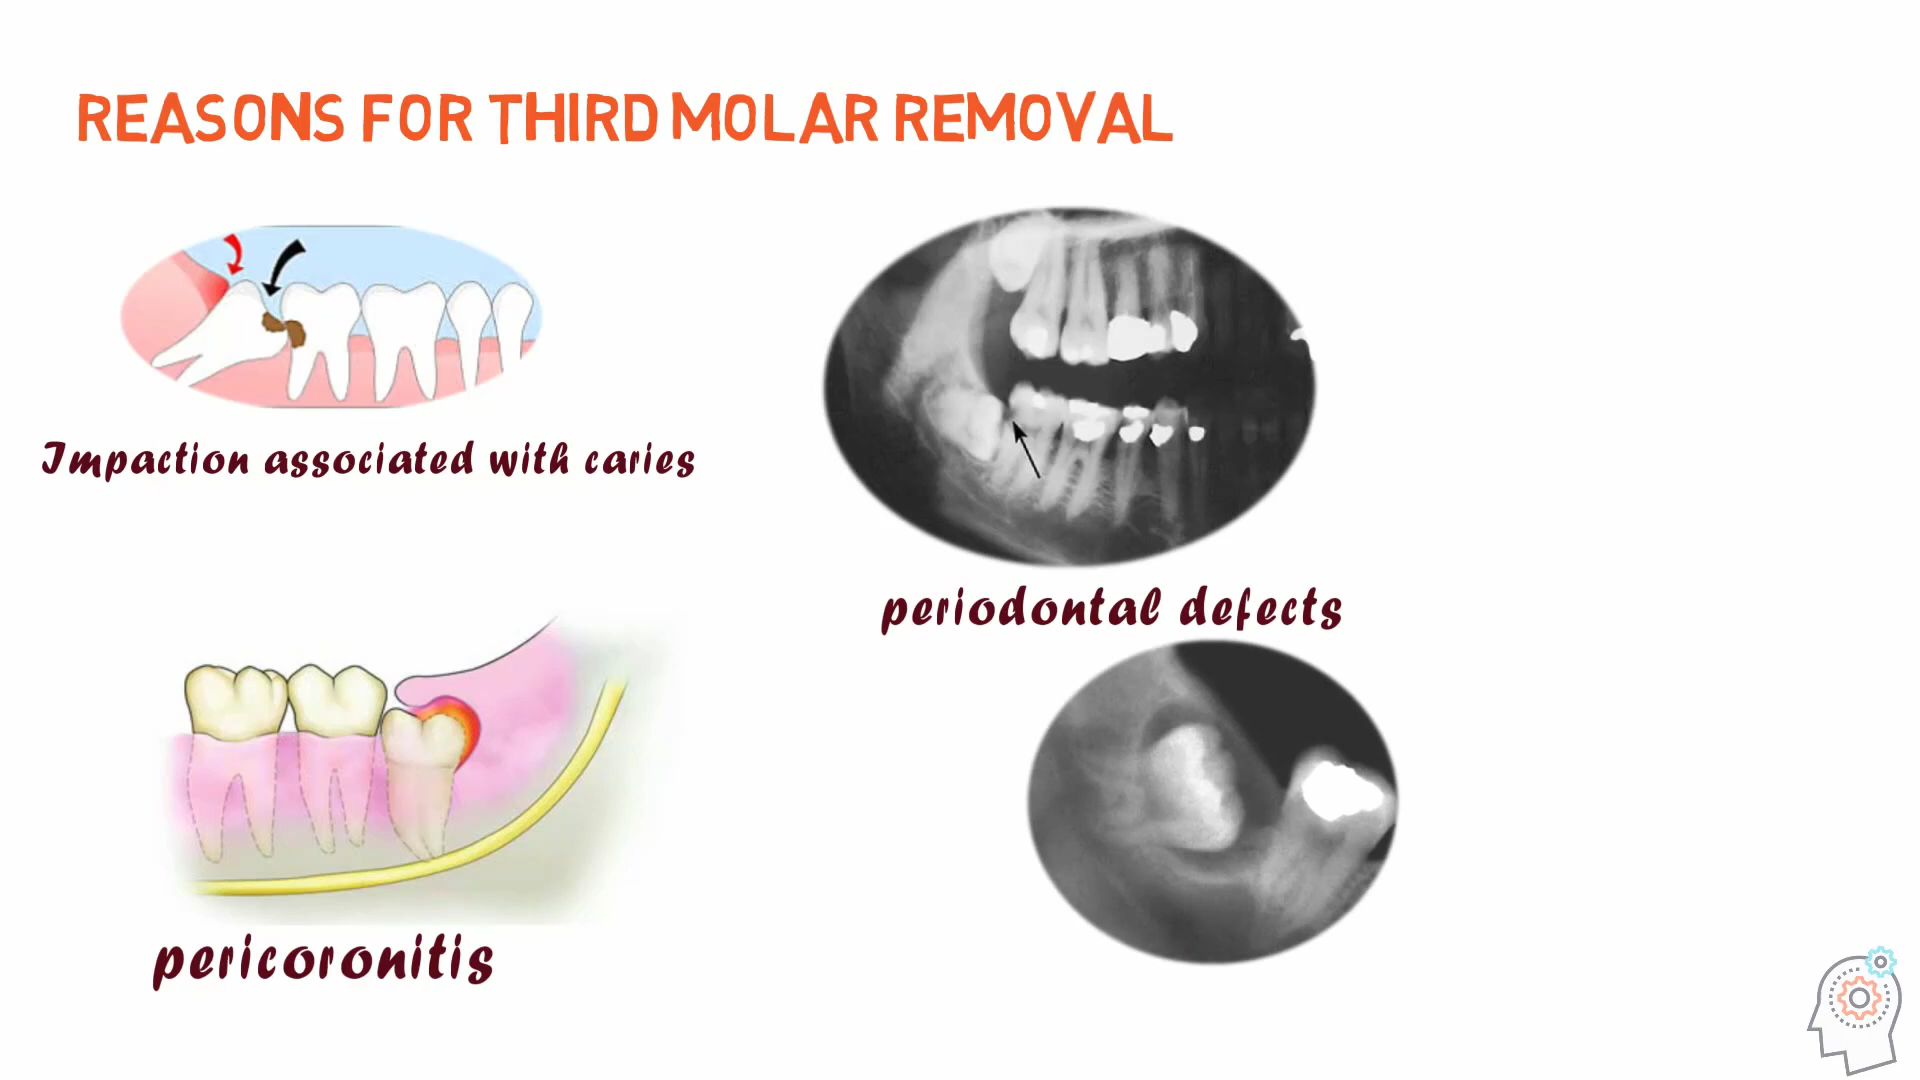 REASONS FOR THIRD MOLAR REMOVAL
Impaction associated with caries
periodontal defects
pericoronitis